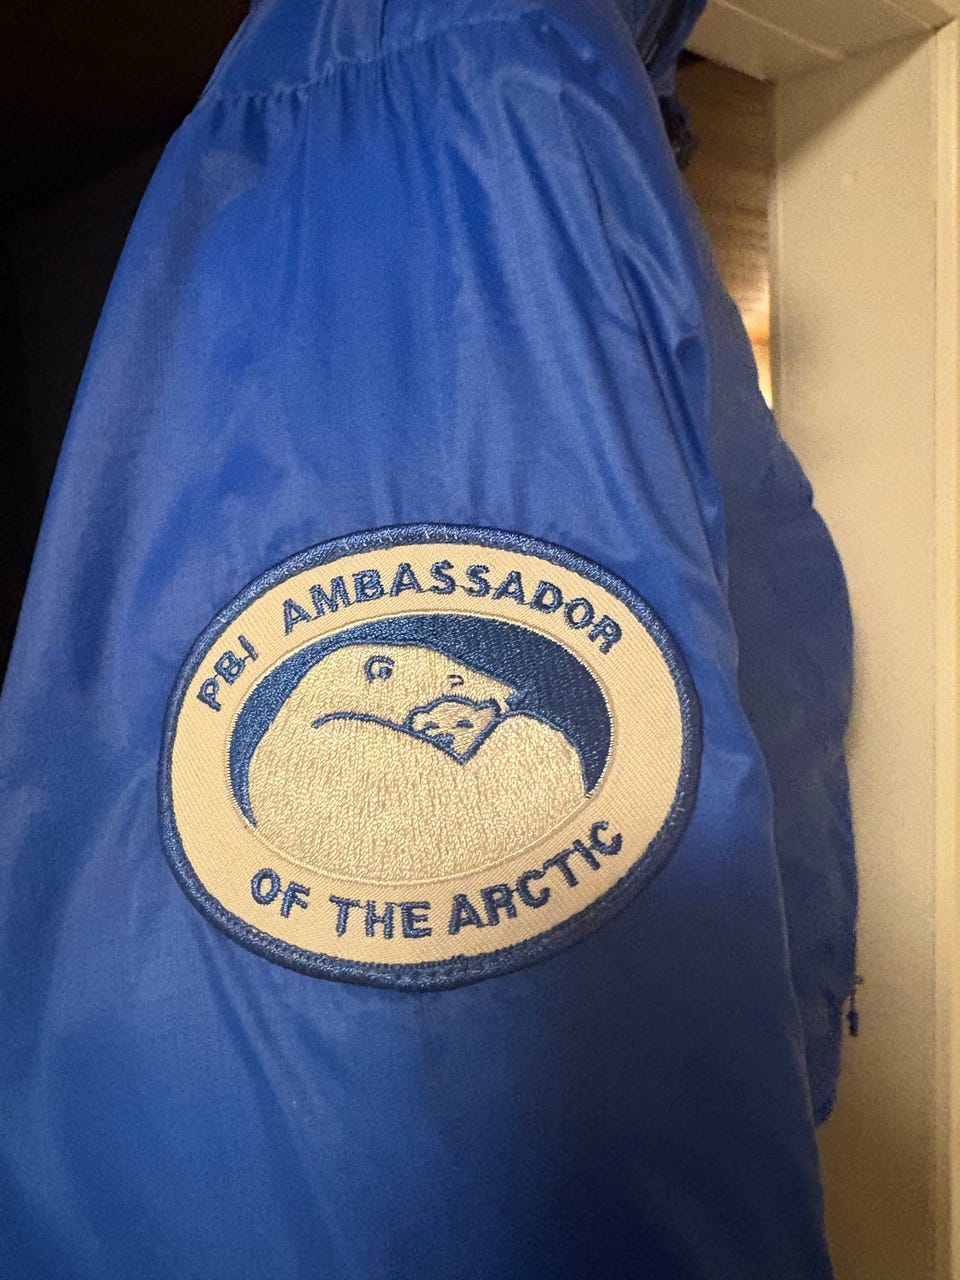 PBI AMBASSADOR
OF THE ARCTIC